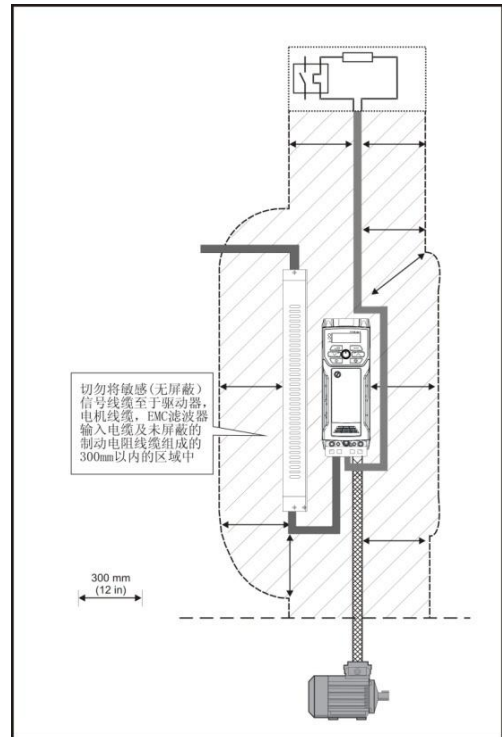 切勿将敏感(无屏蔽)
信号线缆至于驱动器,
电机线缆, EMC滤波器
输入电缆及未屏蔽的
制动电阻线缆组成的
300mm以内的区域中
300 mm
(12 in)